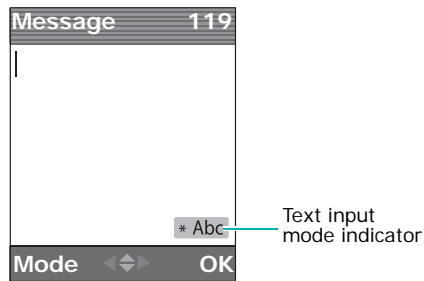 Message 119
* Abc
Text input
mode indicator
Mode OK